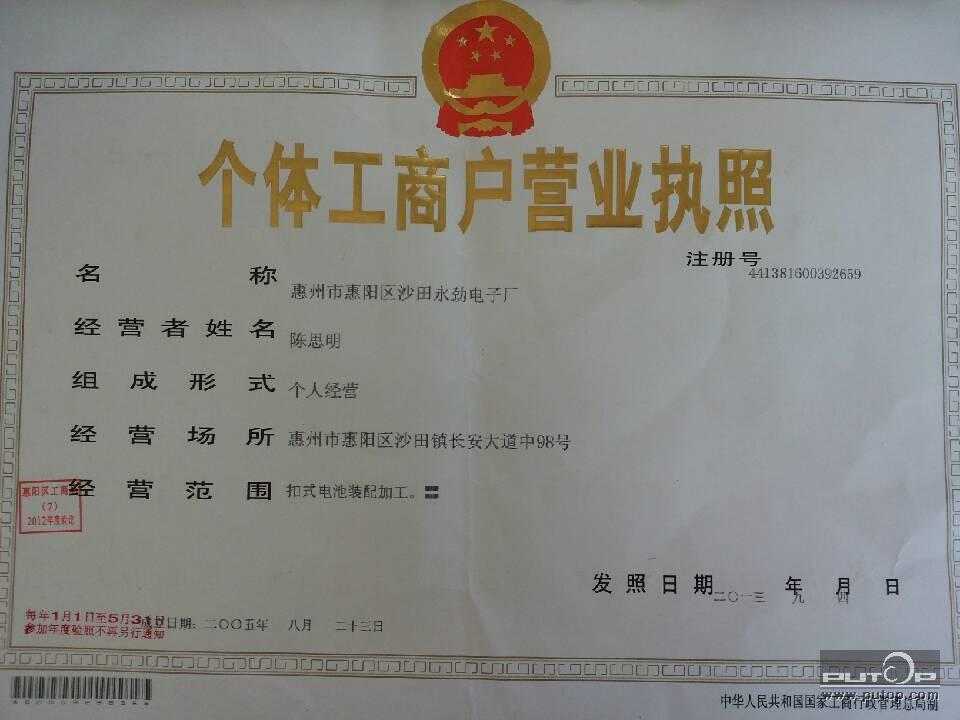 个体工商户营业执照
注册号 441381600392659
名称 惠州市惠阳区沙田永劲电子厂
经营者姓名 陈思明
组成形式 个人经营
经营场所 惠州市惠阳区沙田镇长安大道中98号
经营范围 扣式电池装配加工。
惠阳区工商
(7)
2012年度验讫
发照日期 二〇一三年九月四日
每年1月1日至5月31日
参加年度验照不再另行通知
成立日期：二〇〇五年 八月 二十三日
PUTOP
www.putop.com
中华人民共和国国家工商行政管理总局制